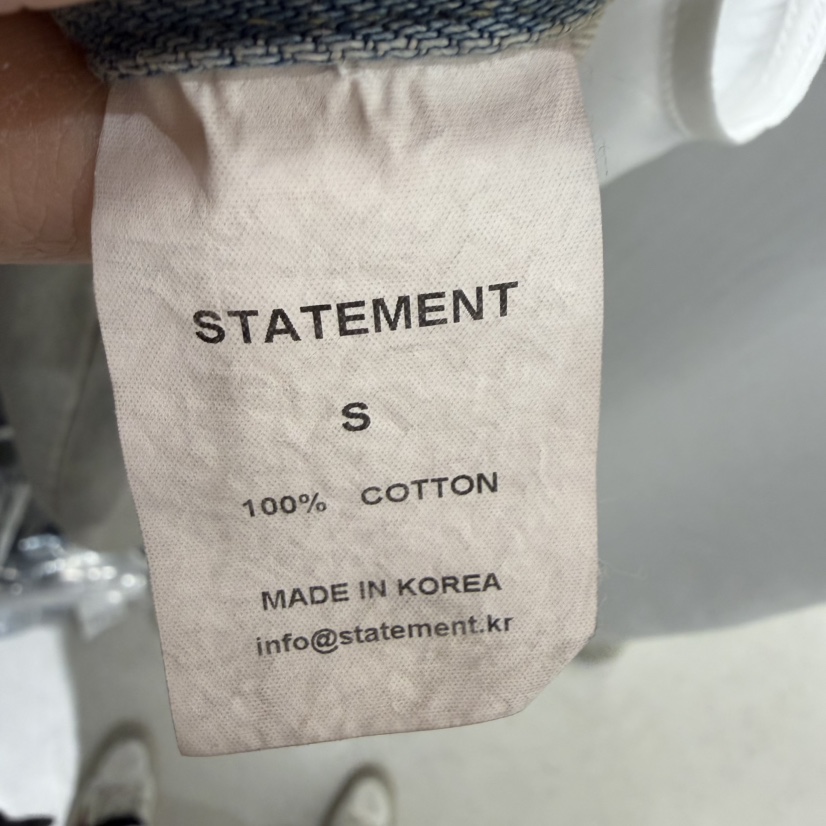 STATEMENT
S
100% COTTON
MADE IN KOREA
info@statement.kr